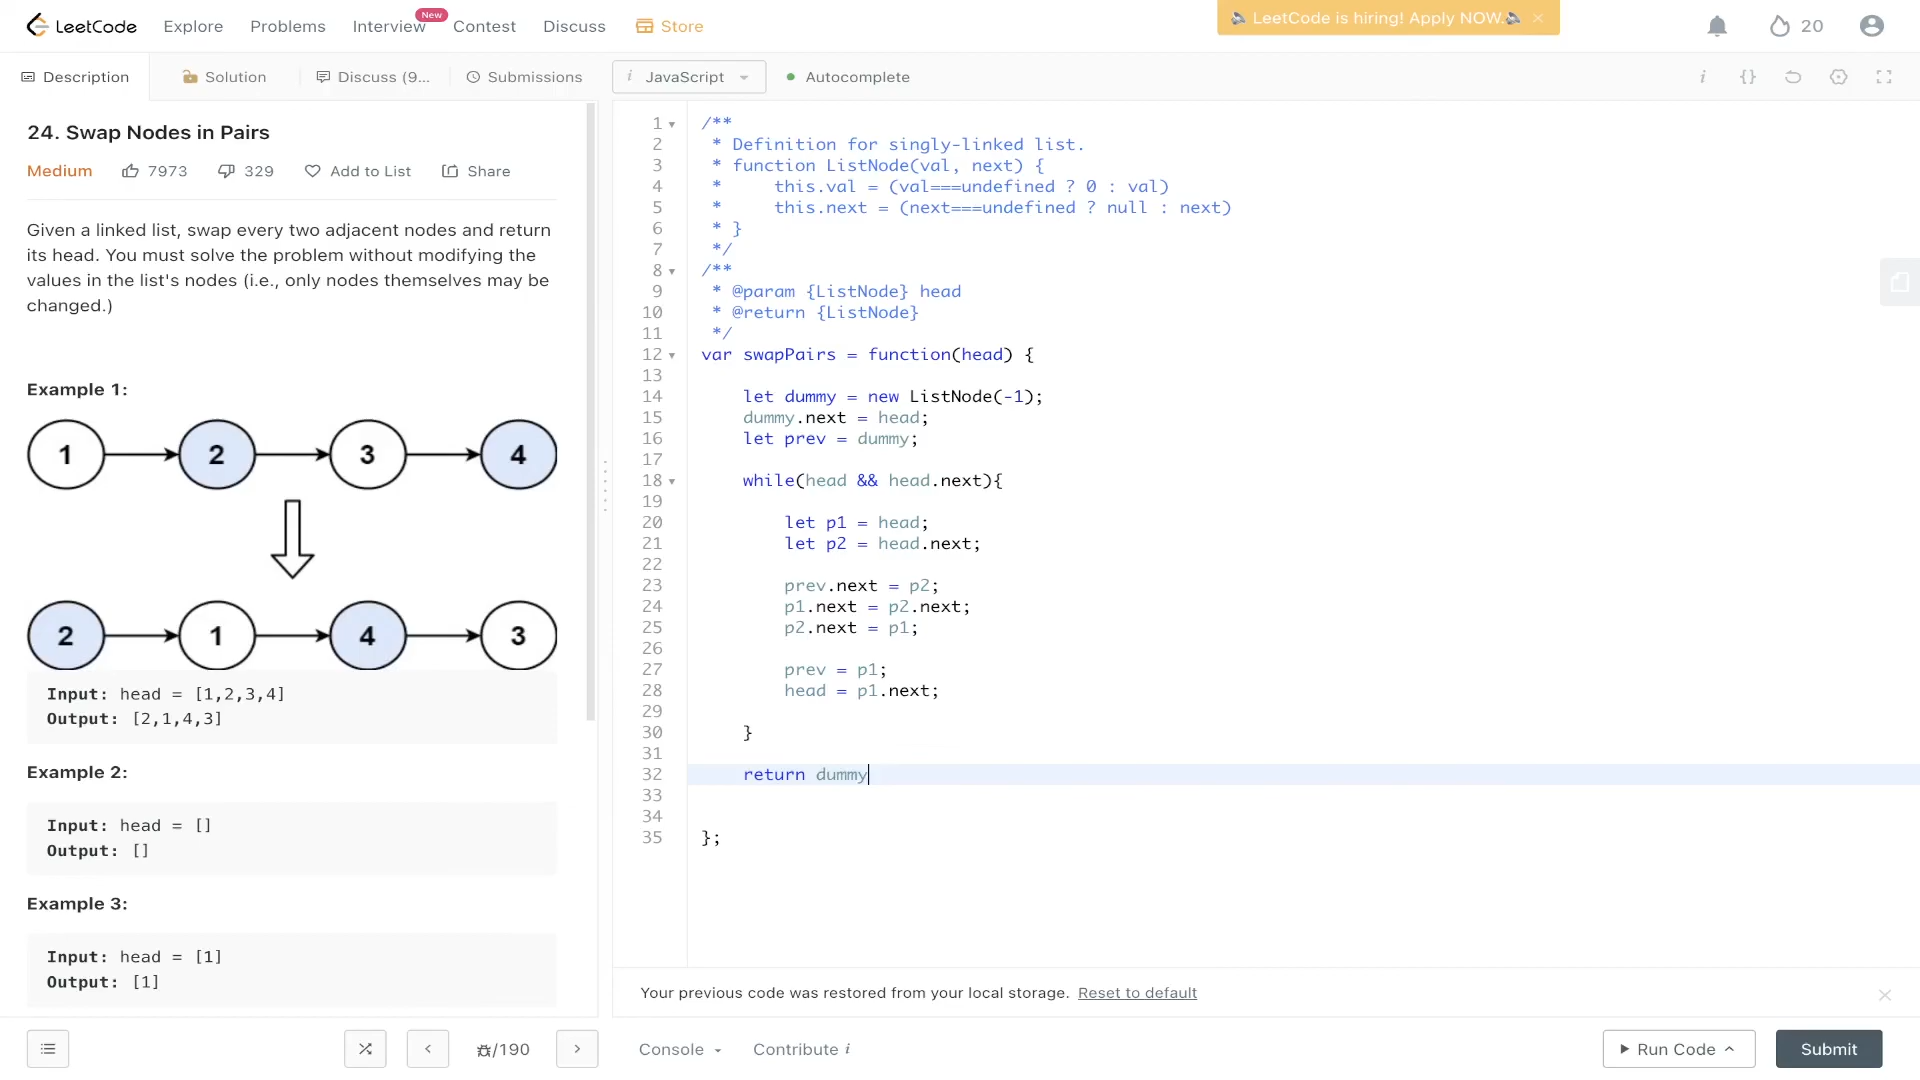 LeetCode Explore Problems Interview New Contest Discuss Store
LeetCode is hiring! Apply NOW.
20
Description Solution Discuss (9... Submissions
i JavaScript Autocomplete i {}
24. Swap Nodes in Pairs
Medium 7973 329 Add to List Share
Given a linked list, swap every two adjacent nodes and return
its head. You must solve the problem without modifying the
values in the list's nodes (i.e., only nodes themselves may be
changed.)
Example 1:
1 2 3 4
2 1 4 3
Input: head = [1,2,3,4]
Output: [2,1,4,3]
Example 2:
Input: head = []
Output: []
Example 3:
Input: head = [1]
Output: [1]
1 /**
2 * Definition for singly-linked list.
3 * function ListNode(val, next) {
4 *     this.val = (val===undefined ? 0 : val)
5 *     this.next = (next===undefined ? null : next)
6 * }
7 */
8 /**
9 * @param {ListNode} head
10 * @return {ListNode}
11 */
12 var swapPairs = function(head) {
13
14 let dummy = new ListNode(-1);
15 dummy.next = head;
16 let prev = dummy;
17
18 while(head && head.next){
19
20 let p1 = head;
21 let p2 = head.next;
22
23 prev.next = p2;
24 p1.next = p2.next;
25 p2.next = p1;
26
27 prev = p1;
28 head = p1.next;
29
30 }
31
32 return dummy
33
34
35 };
Your previous code was restored from your local storage. Reset to default
/190
Console Contribute i
Run Code Submit